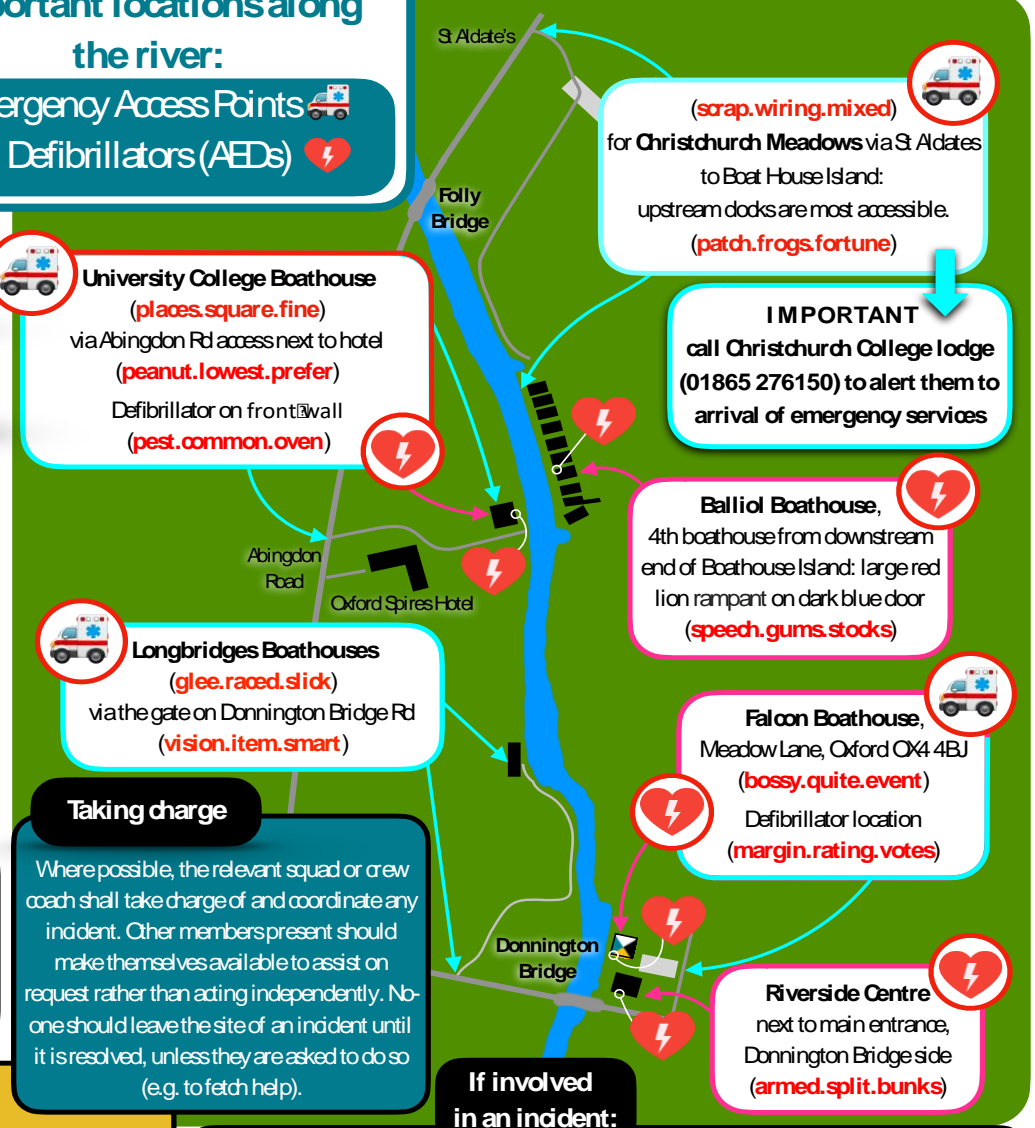 portant locations along
the river:
ergency Access Points
Defibrillators (AEDs)
St Aldate's
Folly
Bridge
(scrap.wiring.mixed)
for Christchurch Meadows via St Aldates
to Boat House Island:
upstream docks are most accessible.
(patch.frogs.fortune)
IMPORTANT
call Christchurch College lodge
(01865 276150) to alert them to
arrival of emergency services
University College Boathouse
(places.square.fine)
via Abingdon Rd access next to hotel
(peanut.lowest.prefer)
Defibrillator on front wall
(pest.common.oven)
Balliol Boathouse,
4th boathouse from downstream
end of Boathouse Island: large red
lion rampant on dark blue door
(speech.gums.stocks)
Abingdon
Road
Oxford Spires Hotel
Longbridges Boathouses
(glee.raced.slick)
via the gate on Donnington Bridge Rd
(vision.item.smart)
Falcon Boathouse,
Meadow Lane, Oxford OX4 4BJ
(bossy.quite.event)
Defibrillator location
(margin.rating.votes)
Taking charge
Where possible, the relevant squad or crew
coach shall take charge of and coordinate any
incident. Other members present should
make themselves available to assist on
request rather than acting independently. No-
one should leave the site of an incident until
it is resolved, unless they are asked to do so
(e.g. to fetch help).
Donnington
Bridge
Riverside Centre
next to main entrance,
Donnington Bridge side
(armed.split.bunks)
If involved
in an incident: